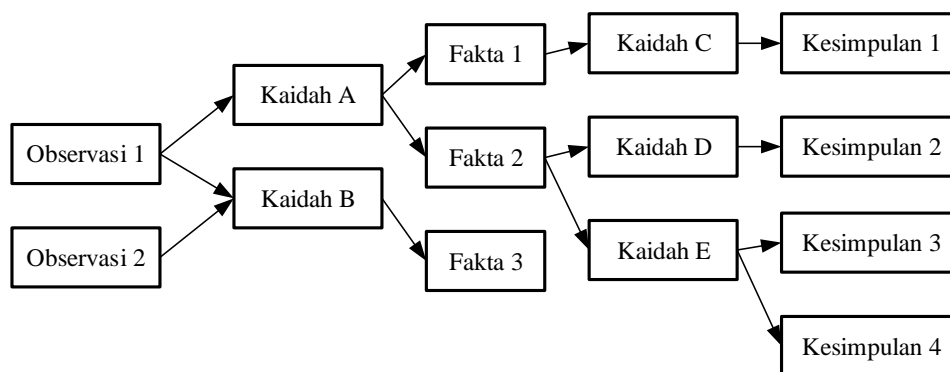 Observasi 1
Observasi 2
Kaidah A
Kaidah B
Fakta 1
Fakta 2
Fakta 3
Kaidah C
Kaidah D
Kaidah E
Kesimpulan 1
Kesimpulan 2
Kesimpulan 3
Kesimpulan 4